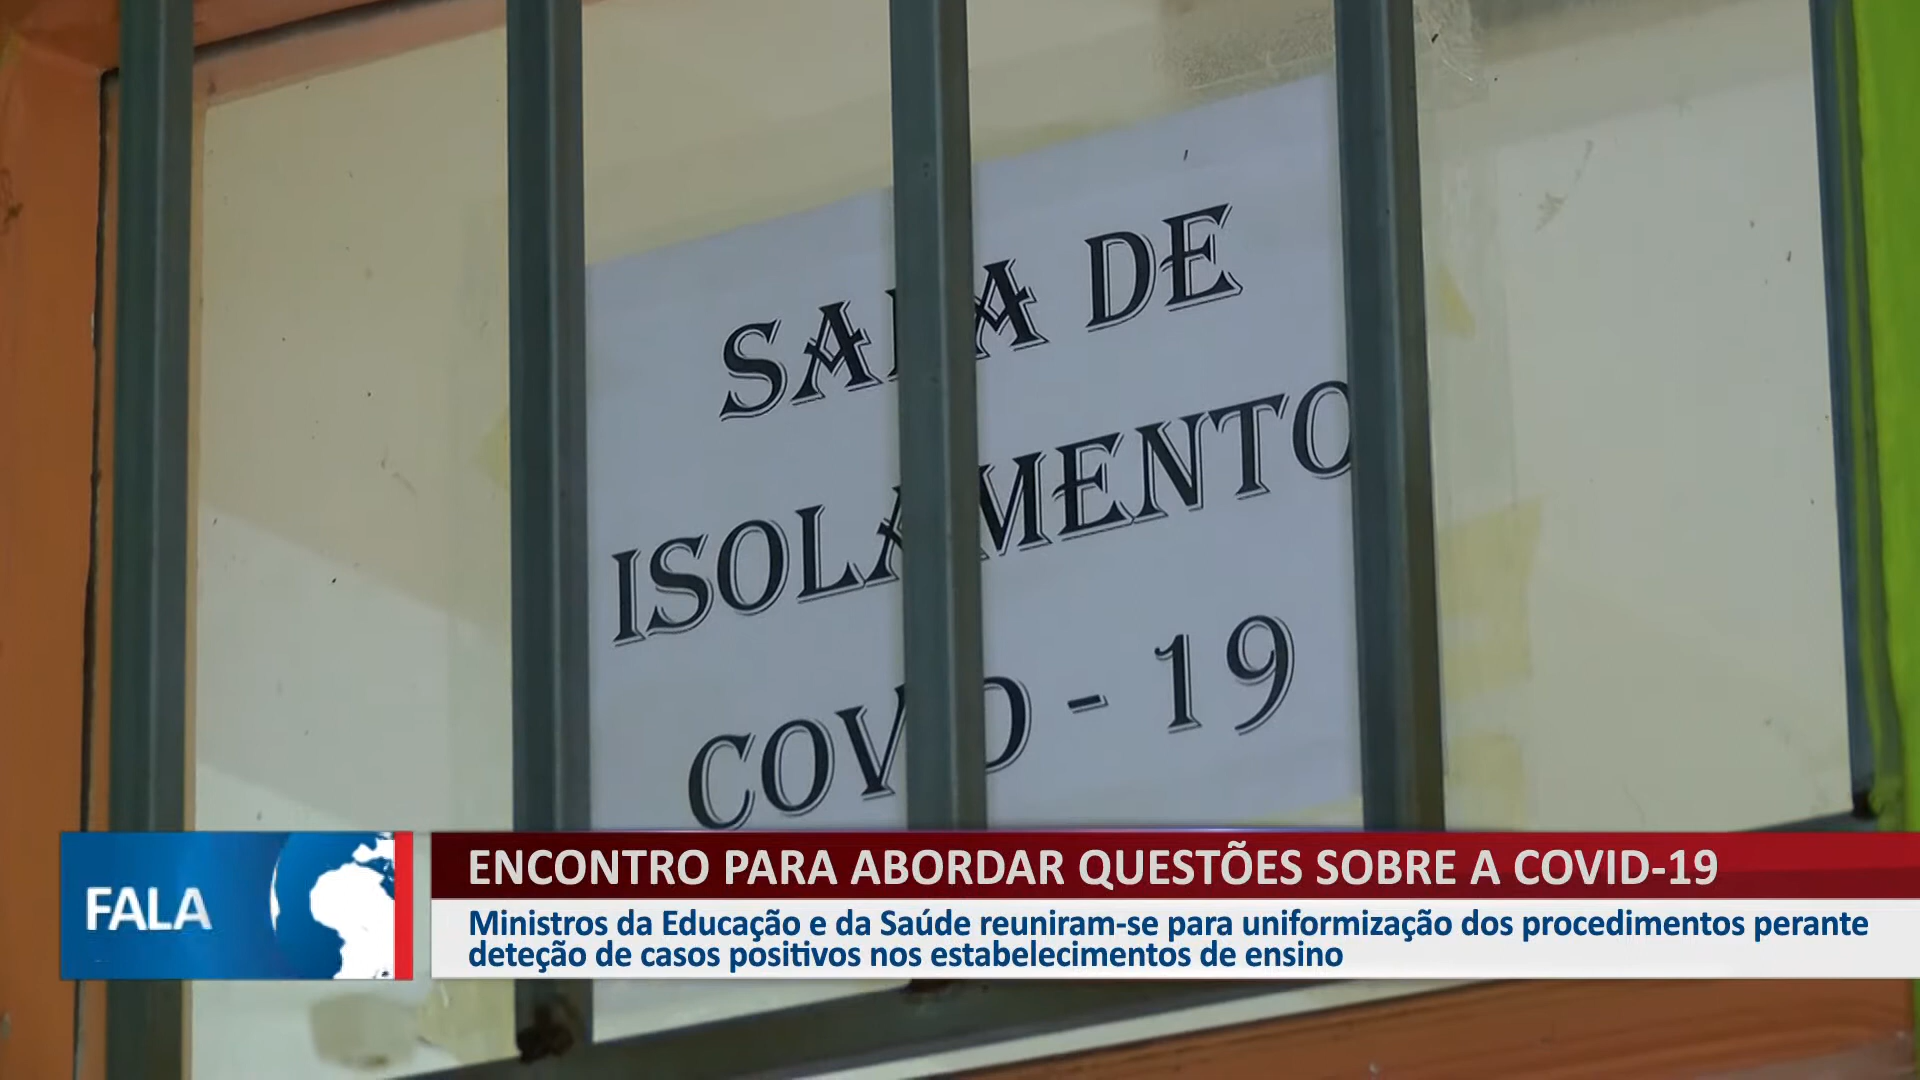 SALA DE
ISOLAMENTO
COVID - 19
FALA
ENCONTRO PARA ABORDAR QUESTÕES SOBRE A COVID-19
Ministros da Educação e da Saúde reuniram-se para uniformização dos procedimentos perante
deteção de casos positivos nos estabelecimentos de ensino